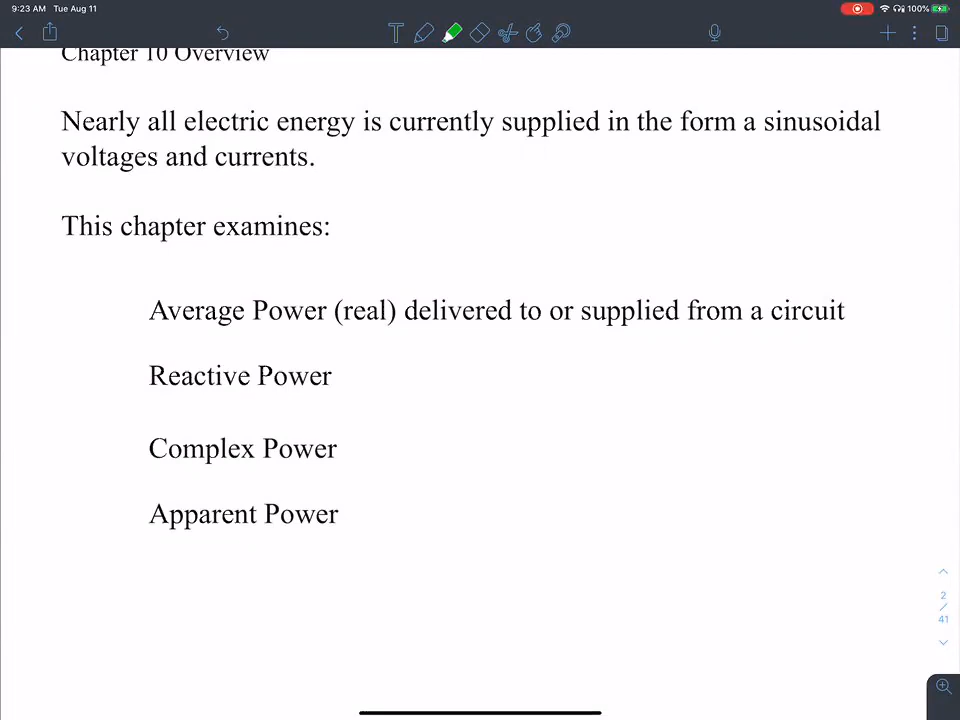 9:23 AM Tue Aug 11
100%
Chapter 10 Overview
Nearly all electric energy is currently supplied in the form a sinusoidal
voltages and currents.
This chapter examines:
Average Power (real) delivered to or supplied from a circuit
Reactive Power
Complex Power
Apparent Power
2
/
41